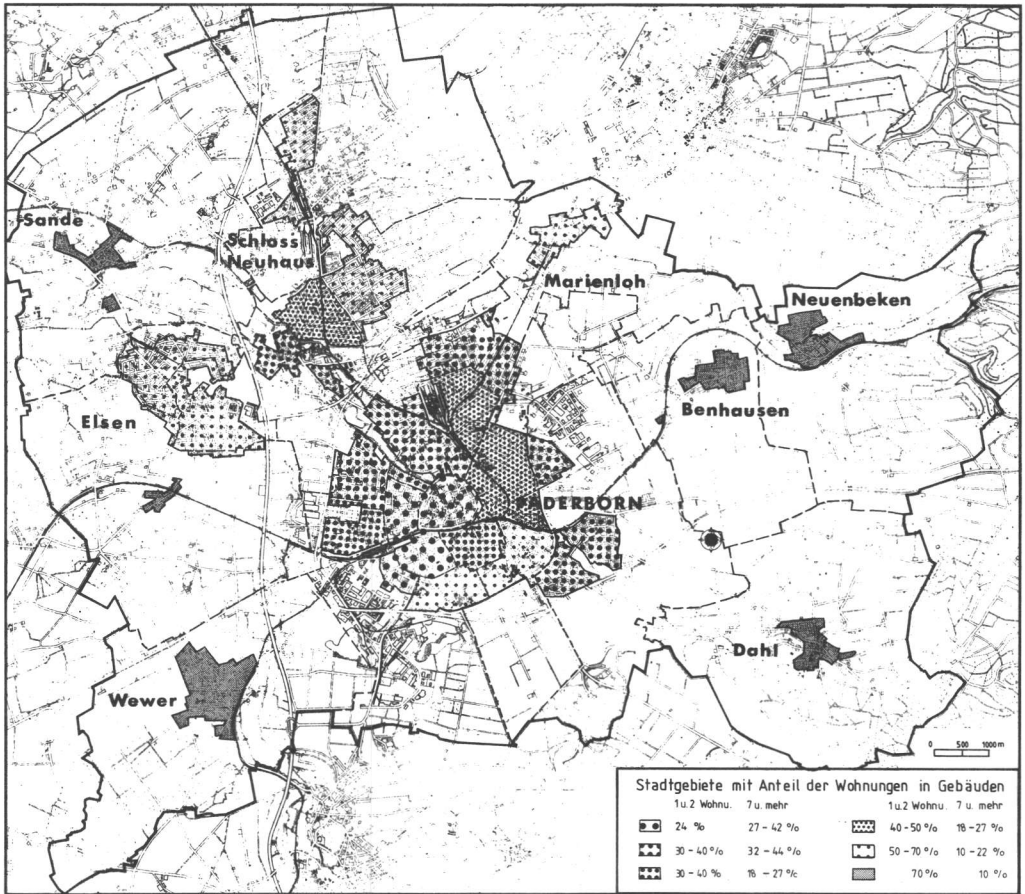 Sande
Schloss
Neuhaus
Marienloh
Neuenbeken
Benhausen
Elsen
PADERBORN
Dahl
Wewer
0 500 1000m
Stadtgebiete mit Anteil der Wohnungen in Gebäuden
1u.2 Wohnu. 7 u. mehr 1u.2 Wohnu. 7 u. mehr
24 % 27 - 42 % 40 - 50 % 18 - 27 %
30 - 40 % 32 - 44 % 50 - 70 % 10 - 22 %
30 - 40 % 18 - 27 % 70 % 10 %